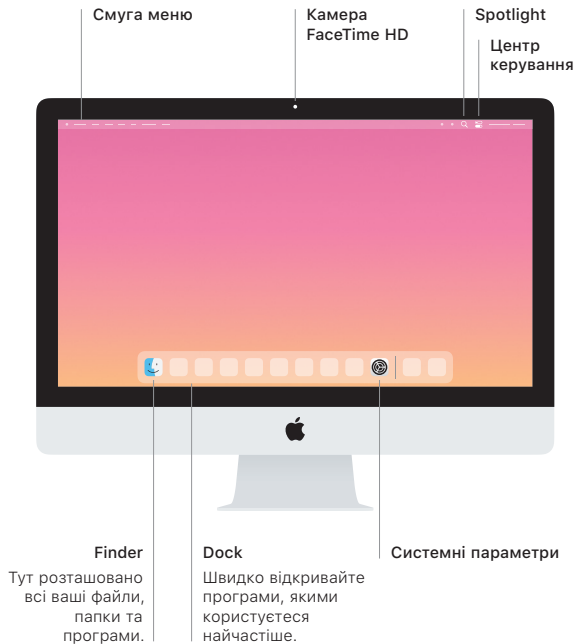 Смуга меню
Камера
FaceTime HD
Spotlight
Центр
керування
Finder
Тут розташовано
всі ваші файли,
папки та
програми.
Dock
Швидко відкривайте
програми, якими
користуєтеся
найчастіше.
Системні параметри